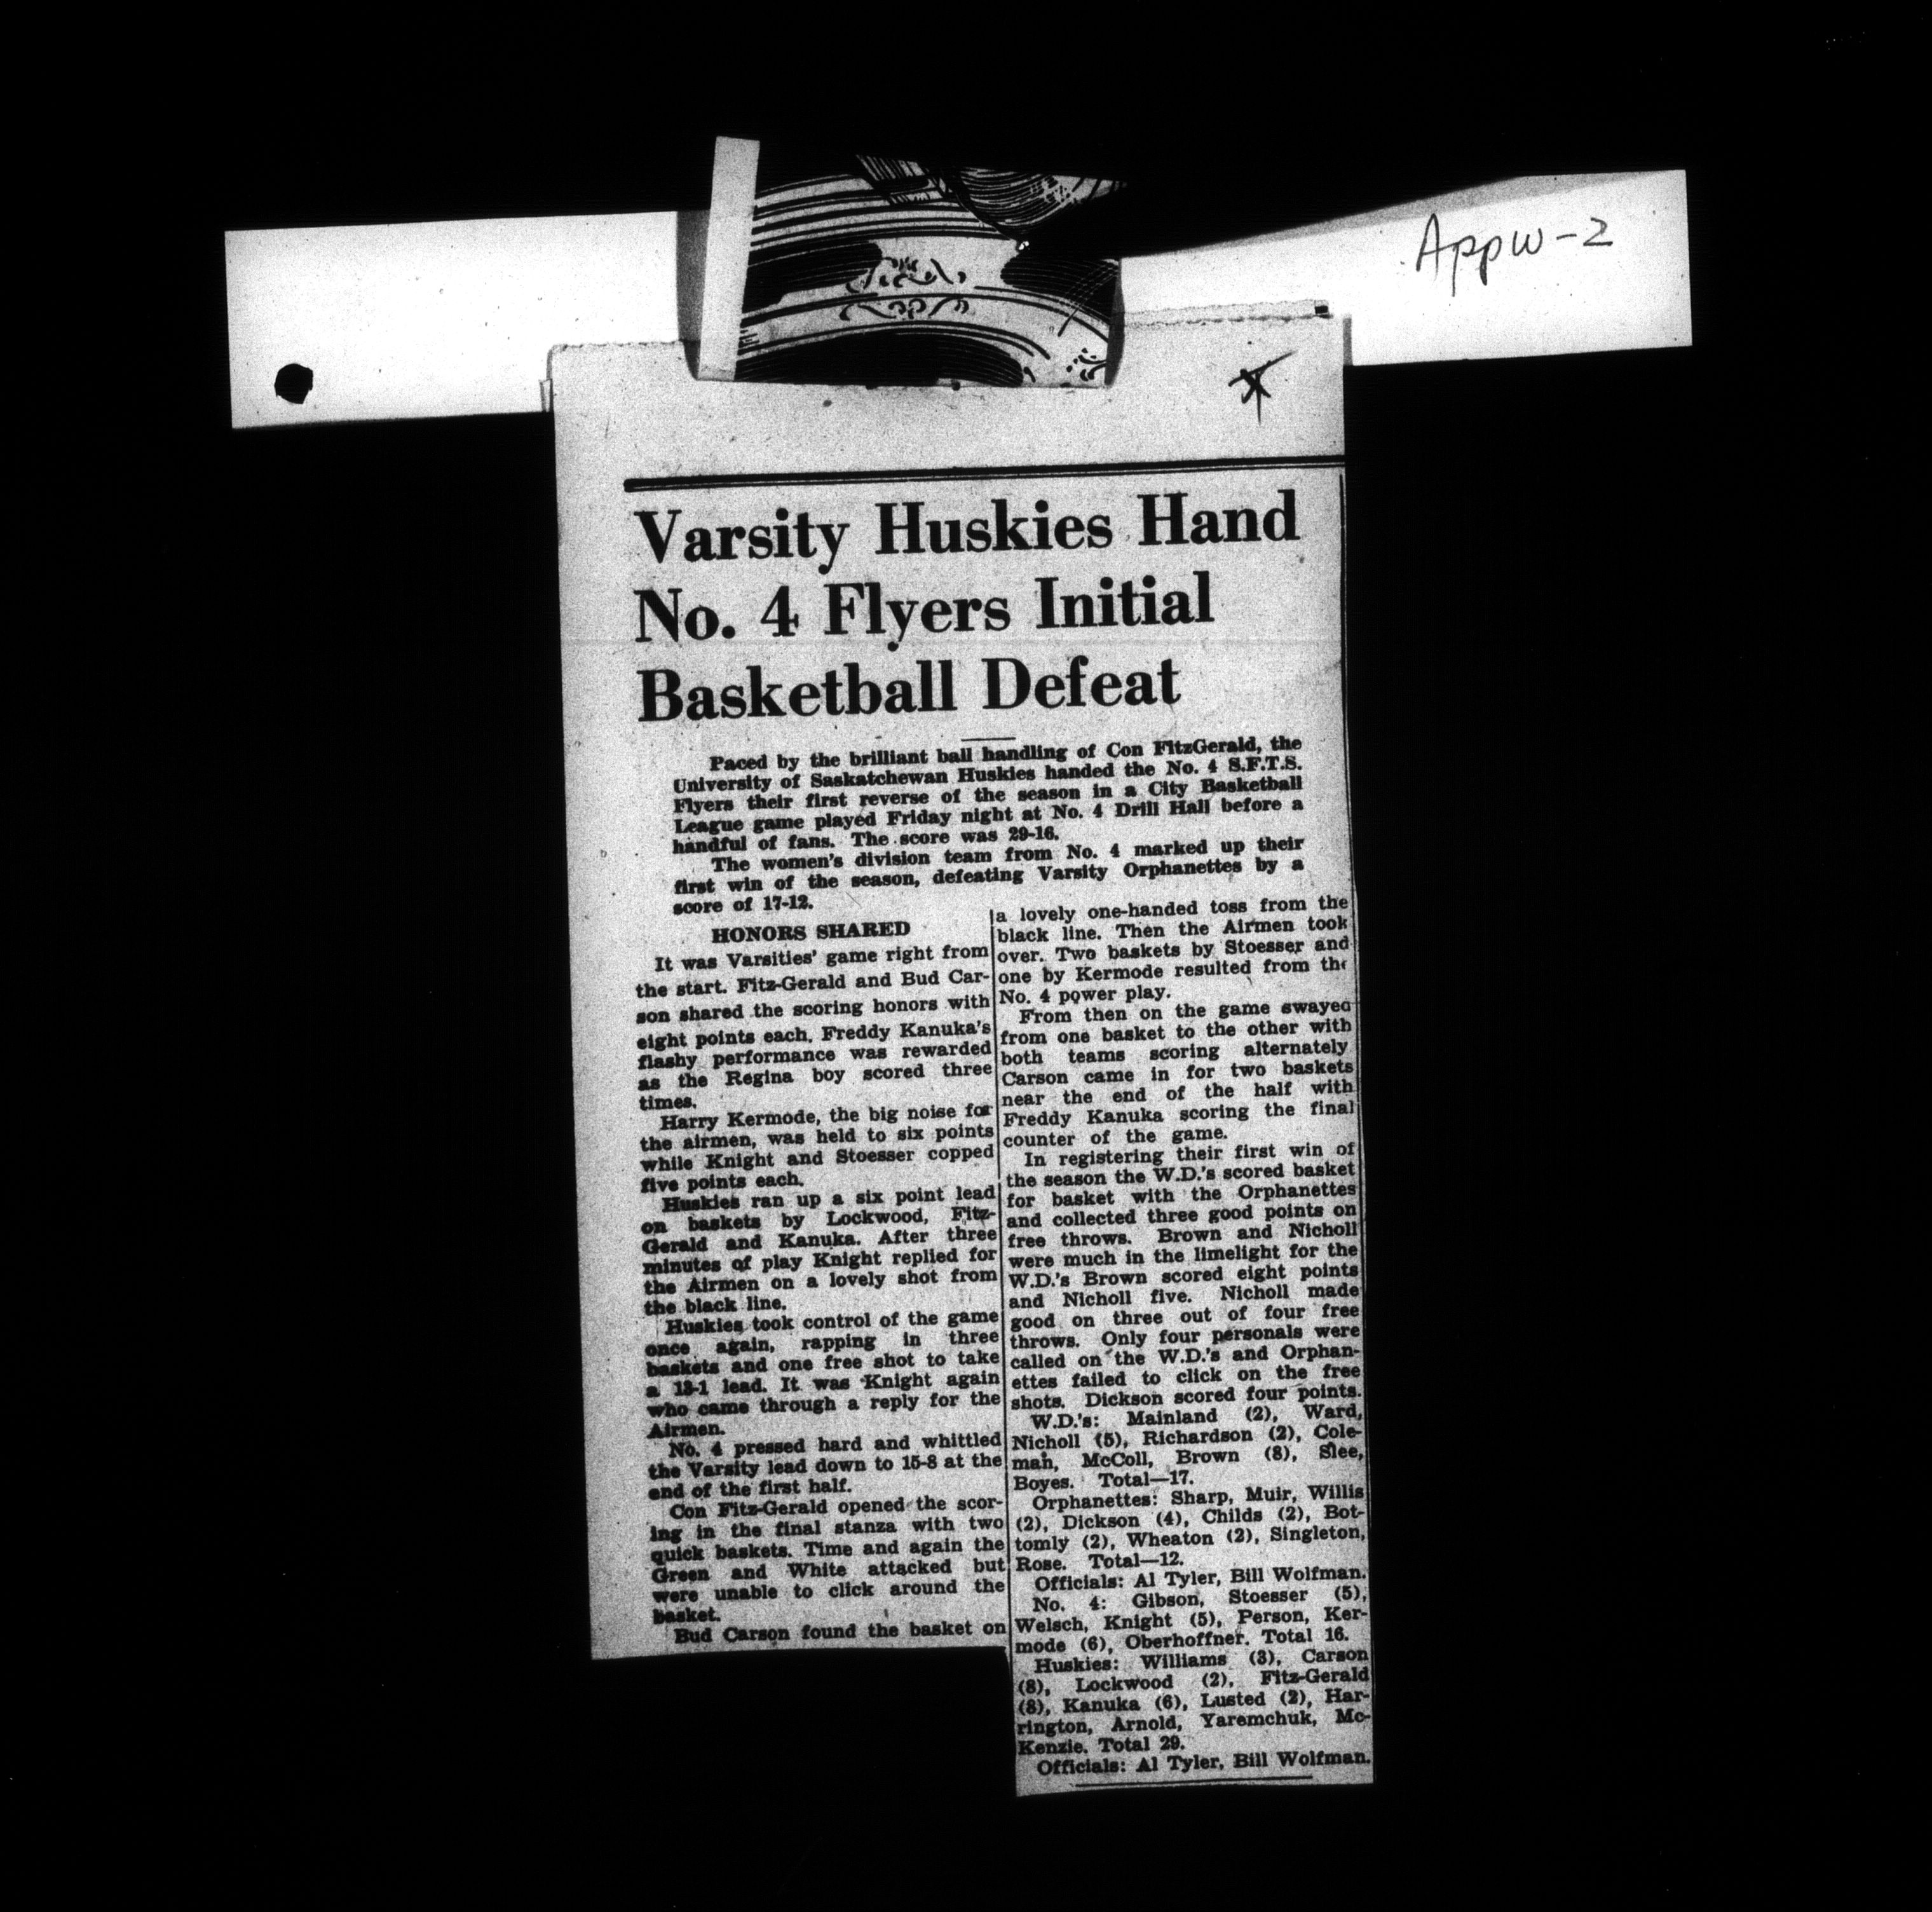 Appw-2
Varsity Huskies Hand
No. 4 Flyers Initial
Basketball Defeat
Paced by the brilliant ball handling of Con FitzGerald, the
University of Saskatchewan Huskies handed the No. 4 S.F.T.S.
Flyers their first reverse of the season in a City Basketball
League game played Friday night at No. 4 Drill Hall before a
handful of fans. The score was 29-16.
The women's division team from No. 4 marked up their
first win of the season, defeating Varsity Orphanettes by a
score of 17-12.
HONORS SHARED
It was Varsities' game right from
the start. Fitz-Gerald and Bud Car-
son shared the scoring honors with
eight points each. Freddy Kanuka's
flashy performance was rewarded
as the Regina boy scored three
times.
Harry Kermode, the big noise for
the airmen, was held to six points
while Knight and Stoesser copped
five points each.
Huskies ran up a six point lead
on baskets by Lockwood, Fitz-
Gerald and Kanuka. After three
minutes of play Knight replied for
the Airmen on a lovely shot from
the black line.
Huskies took control of the game
once again, rapping in three
baskets and one free shot to take
a 13-1 lead. It was Knight again
who came through a reply for the
Airmen.
No. 4 pressed hard and whittled
the Varsity lead down to 15-8 at the
end of the first half.
Con Fitz-Gerald opened the scor-
ing in the final stanza with two
quick baskets. Time and again the
Green and White attacked but
were unable to click around the
basket.
Bud Carson found the basket on
a lovely one-handed toss from the
black line. Then the Airmen took
over. Two baskets by Stoesser and
one by Kermode resulted from the
No. 4 power play.
From then on the game swayed
from one basket to the other with
both teams scoring alternately
Carson came in for two baskets
near the end of the half with
Freddy Kanuka scoring the final
counter of the game.
In registering their first win of
the season the W.D.'s scored basket
for basket with the Orphanettes
and collected three good points on
free throws. Brown and Nicholl
were much in the limelight for the
W.D.'s Brown scored eight points
and Nicholl five. Nicholl made
good on three out of four free
throws. Only four personals were
called on the W.D.'s and Orphan-
ettes failed to click on the free
shots. Dickson scored four points.
W.D.'s: Mainland (2), Ward,
Nicholl (5), Richardson (2), Cole-
man, McColl, Brown (8), Slee,
Boyes. Total—17.
Orphanettes: Sharp, Muir, Willis
(2), Dickson (4), Childs (2), Bot-
tomly (2), Wheaton (2), Singleton,
Rose. Total—12.
Officials: Al Tyler, Bill Wolfman.
No. 4: Gibson, Stoesser (5),
Welsch, Knight (5), Person, Ker-
mode (6), Oberhoffner. Total 16.
Huskies: Williams (3), Carson
(8), Lockwood (2), Fitz-Gerald
(8), Kanuka (6), Lusted (2), Har-
rington, Arnold, Yaremchuk, Mc-
Kenzie. Total 29.
Officials: Al Tyler, Bill Wolfman.